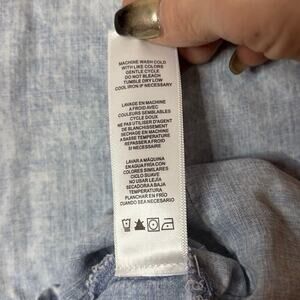 MACHINE WASH COLD
WITH LIKE COLORS
GENTLE CYCLE
DO NOT BLEACH
TUMBLE DRY LOW
COOL IRON IF NECESSARY
LAVAGE EN MACHINE
A FROID AVEC
COULEURS SEMBLABLES
CYCLE DOUX
NE PAS UTILISER D'AGENT
DE BLANCHISSEMENT
SECHAGE EN MACHINE
A BASSE TEMPERATURE
REPASSER A FROID
SI NECESSAIRE
LAVAR A MÁQUINA
EN AGUA FRIA CON
COLORES SIMILARES
CICLO SUAVE
NO USAR LEJÍA
SECADORA A BAJA
TEMPERATURA
PLANCHAR EN FRÍO
CUANDO SEA NECESARIO